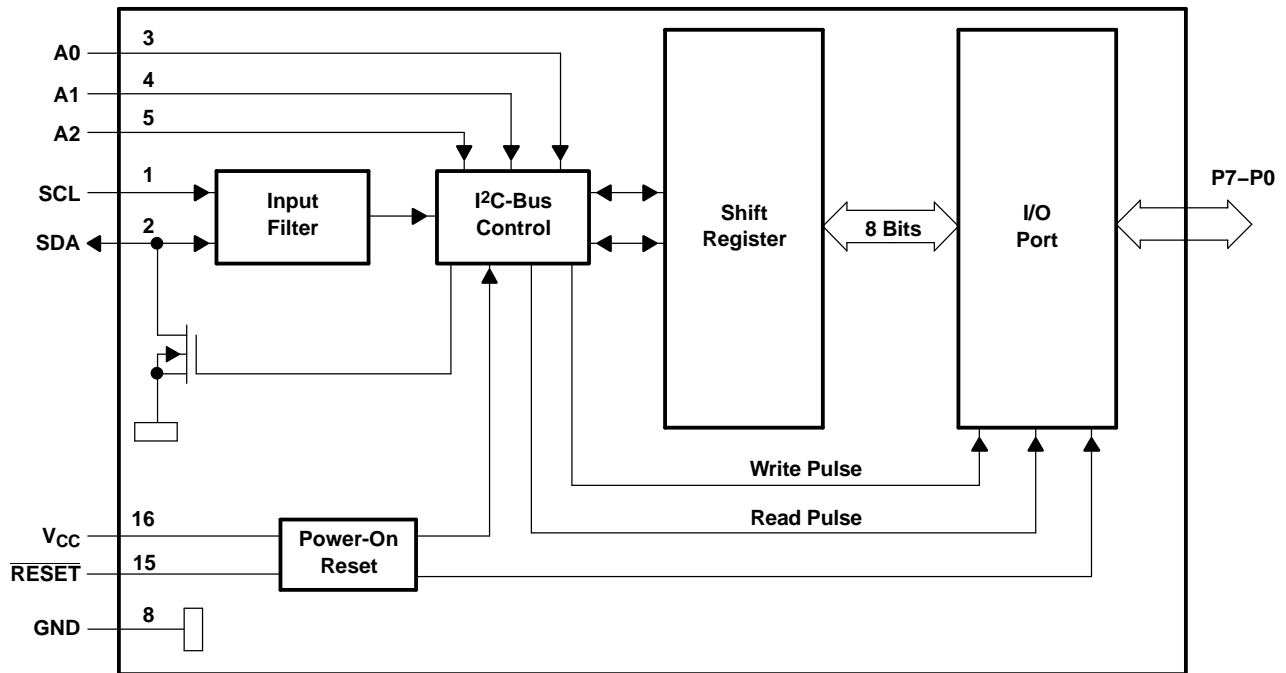 A0
3
A1
4
A2
5
SCL
1
SDA
2
Input
Filter
I²C-Bus
Control
Shift
Register
8 Bits
I/O
Port
P7–P0
Write Pulse
Read Pulse
VCC
16
RESET
15
Power-On
Reset
GND
8